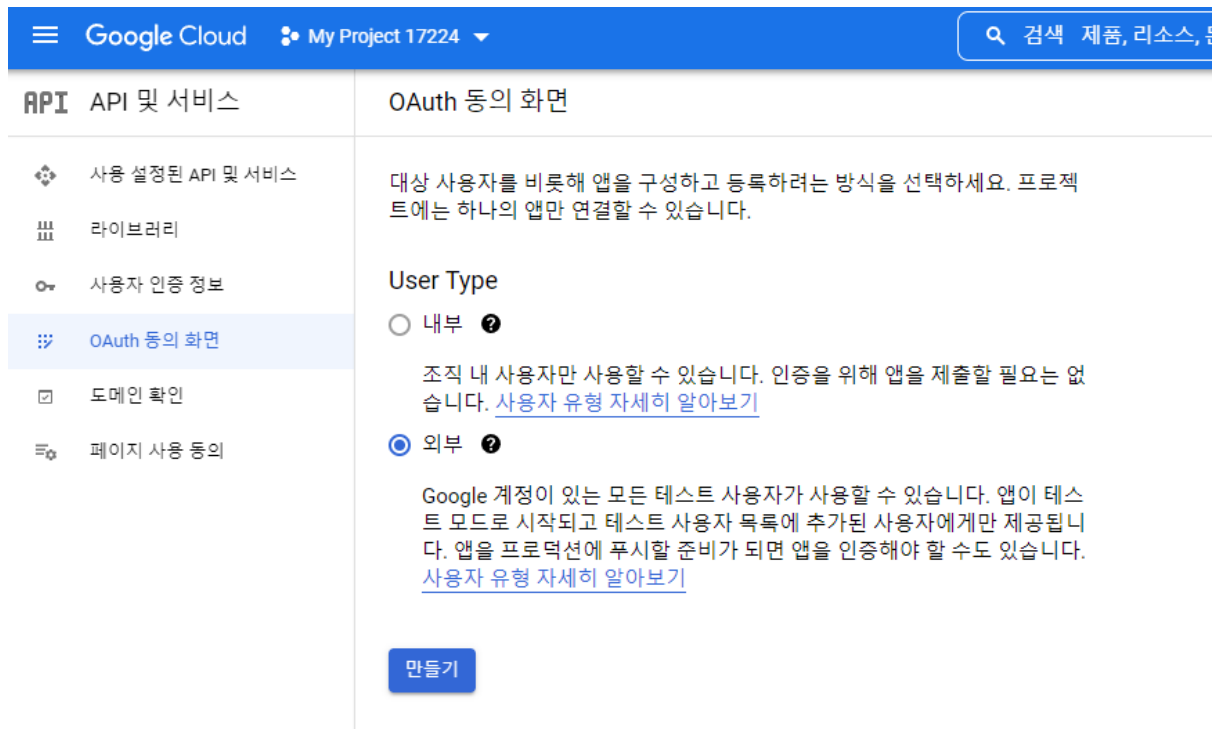 Google Cloud
My Project 17224
검색 제품, 리소스,
API API 및 서비스
OAuth 동의 화면
사용 설정된 API 및 서비스
라이브러리
사용자 인증 정보
OAuth 동의 화면
도메인 확인
페이지 사용 동의
대상 사용자를 비롯해 앱을 구성하고 등록하려는 방식을 선택하세요. 프로젝
트에는 하나의 앱만 연결할 수 있습니다.
User Type
내부
조직 내 사용자만 사용할 수 있습니다. 인증을 위해 앱을 제출할 필요는 없
습니다. 사용자 유형 자세히 알아보기
외부
Google 계정이 있는 모든 테스트 사용자가 사용할 수 있습니다. 앱이 테스
트 모드로 시작되고 테스트 사용자 목록에 추가된 사용자에게만 제공됩니
다. 앱을 프로덕션에 푸시할 준비가 되면 앱을 인증해야 할 수도 있습니다.
사용자 유형 자세히 알아보기
만들기